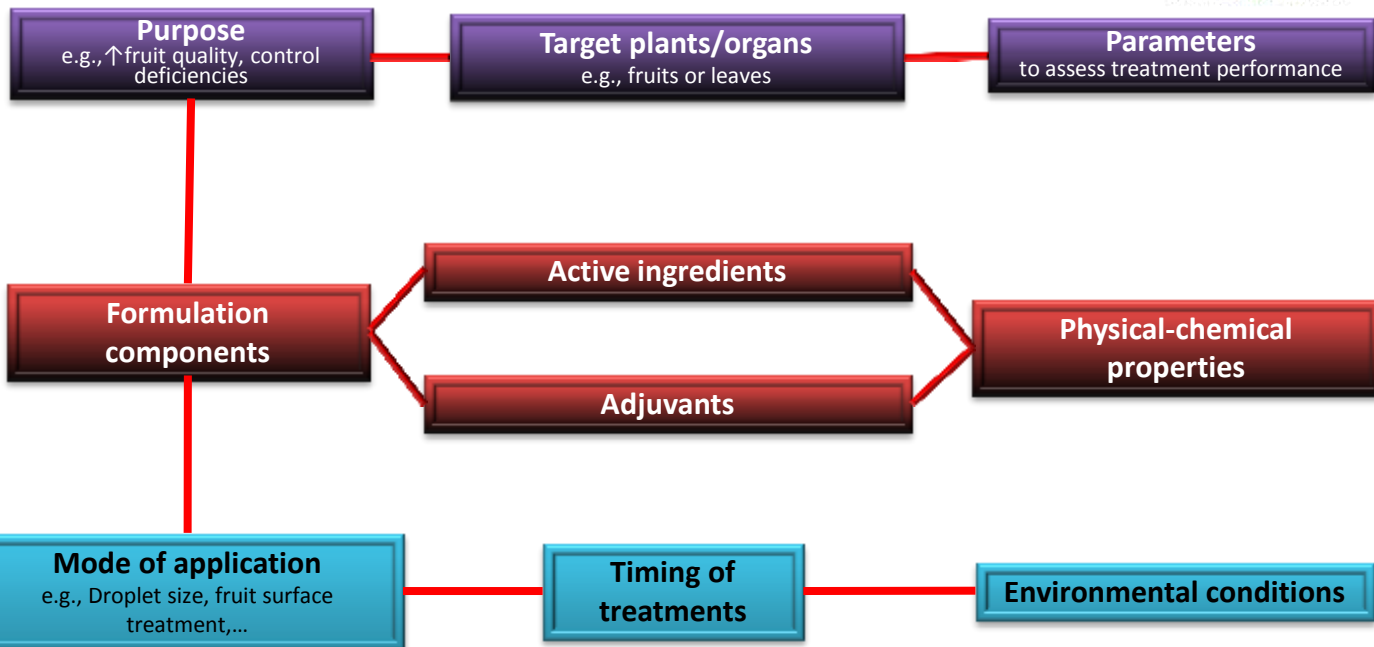 Purpose
e.g.,↑fruit quality, control
deficiencies
Target plants/organs
e.g., fruits or leaves
Parameters
to assess treatment performance
Formulation
components
Active ingredients
Adjuvants
Physical-chemical
properties
Mode of application
e.g., Droplet size, fruit surface
treatment,...
Timing of
treatments
Environmental conditions